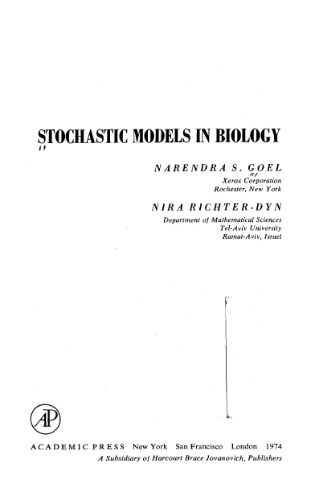 STOCHASTIC MODELS IN BIOLOGY
NARENDRA S. GOEL
Xerox Corporation
Rochester, New York
NIRA RICHTER-DYN
Department of Mathematical Sciences
Tel-Aviv University
Ramat-Aviv, Israel
AP
ACADEMIC PRESS New York San Francisco London 1974
A Subsidiary of Harcourt Brace Jovanovich, Publishers